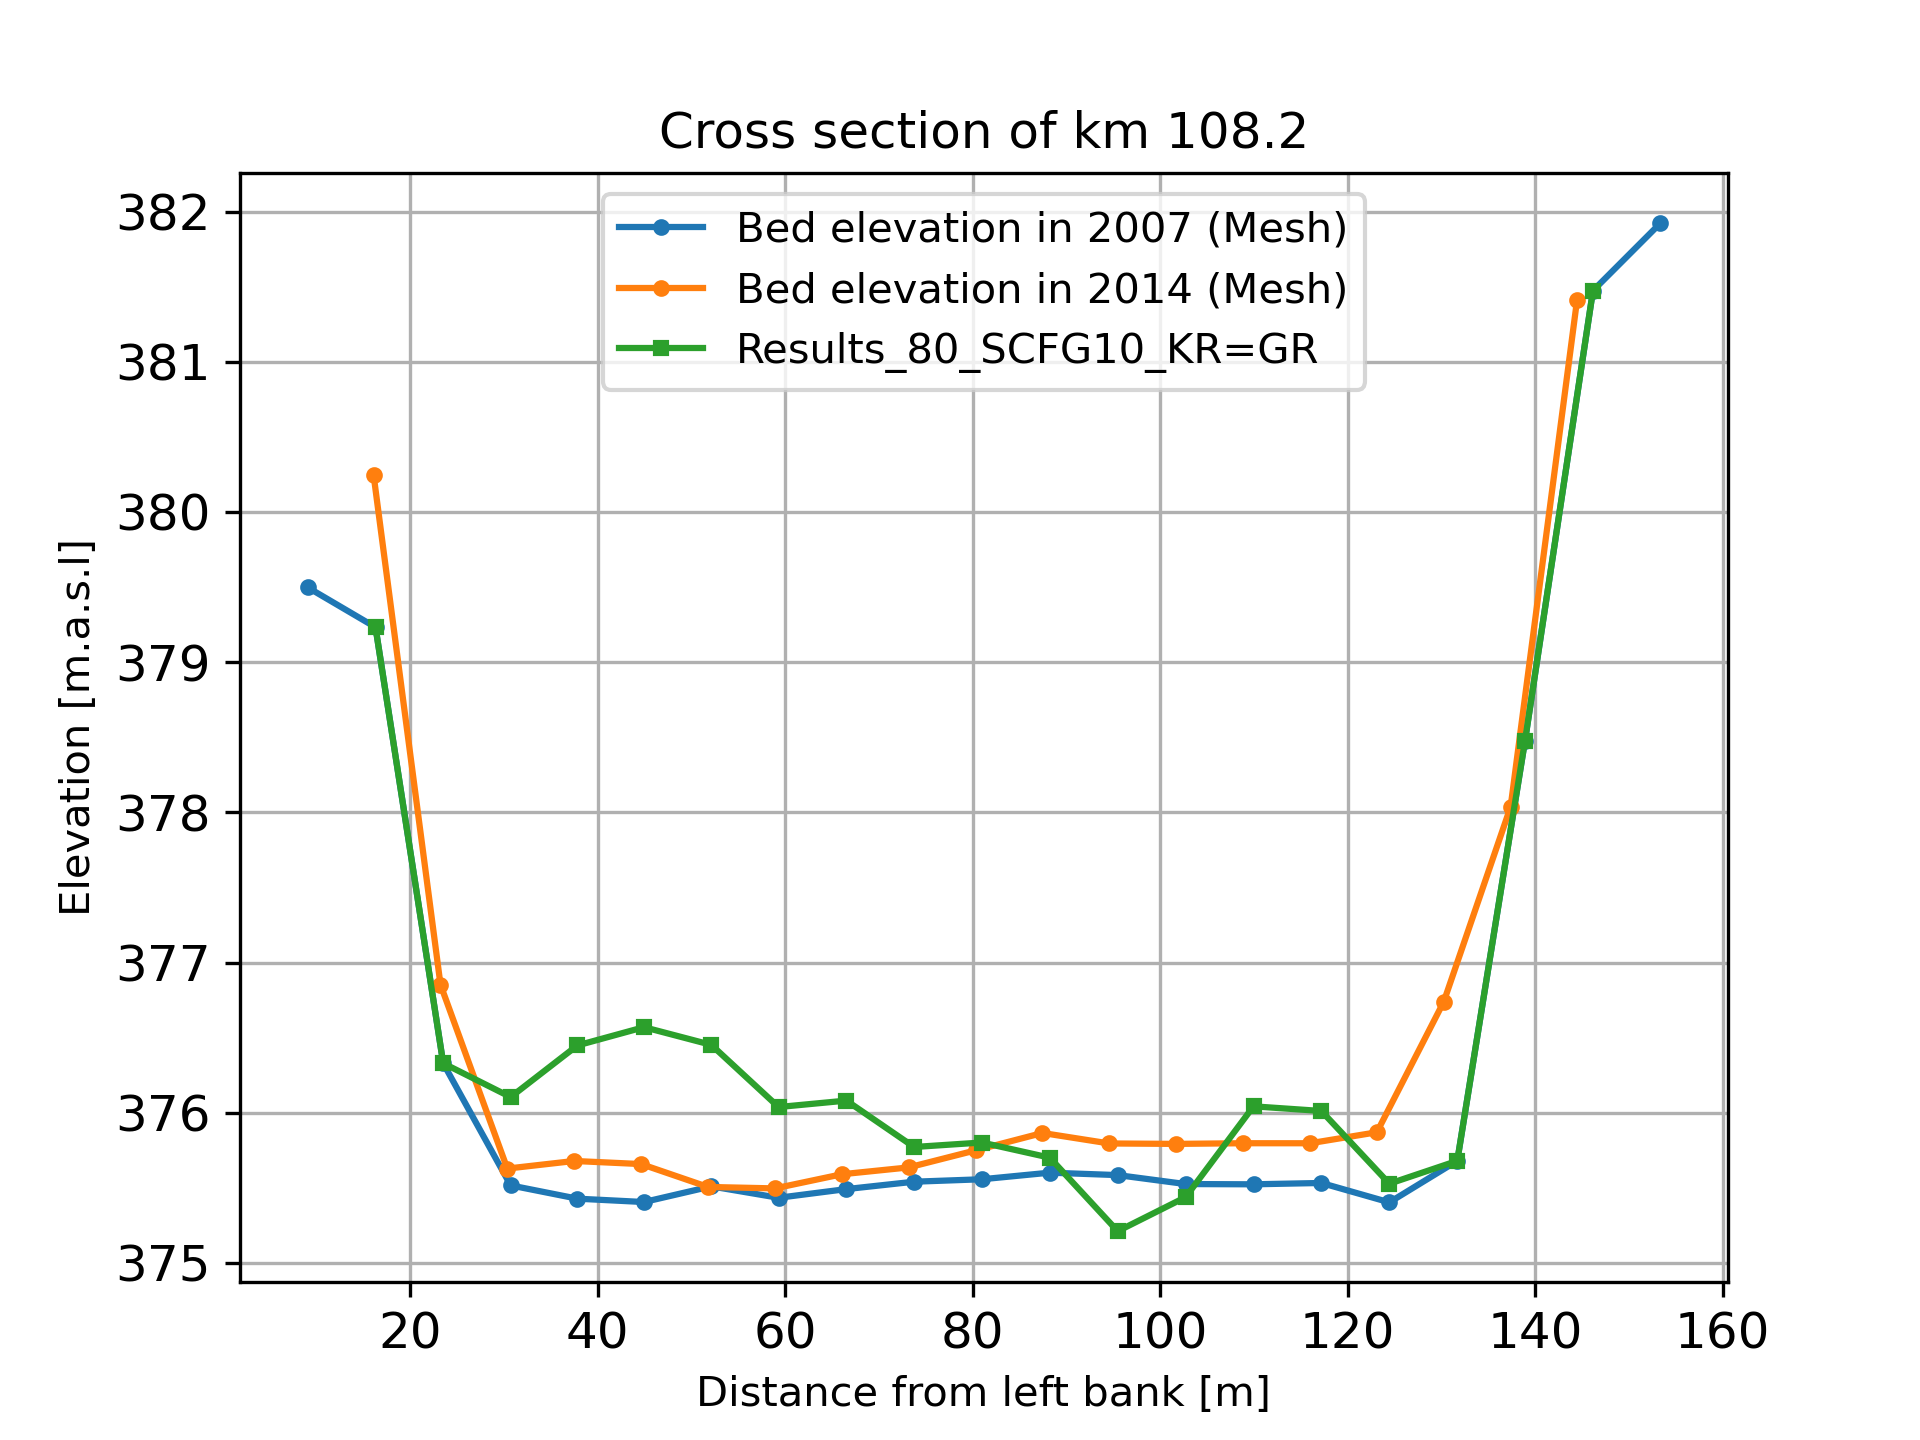 Cross section of km 108.2
Bed elevation in 2007 (Mesh)
Bed elevation in 2014 (Mesh)
Results_80_SCFG10_KR=GR
382
381
380
379
378
377
376
375
Elevation [m.a.s.l]
20 40 60 80 100 120 140 160
Distance from left bank [m]